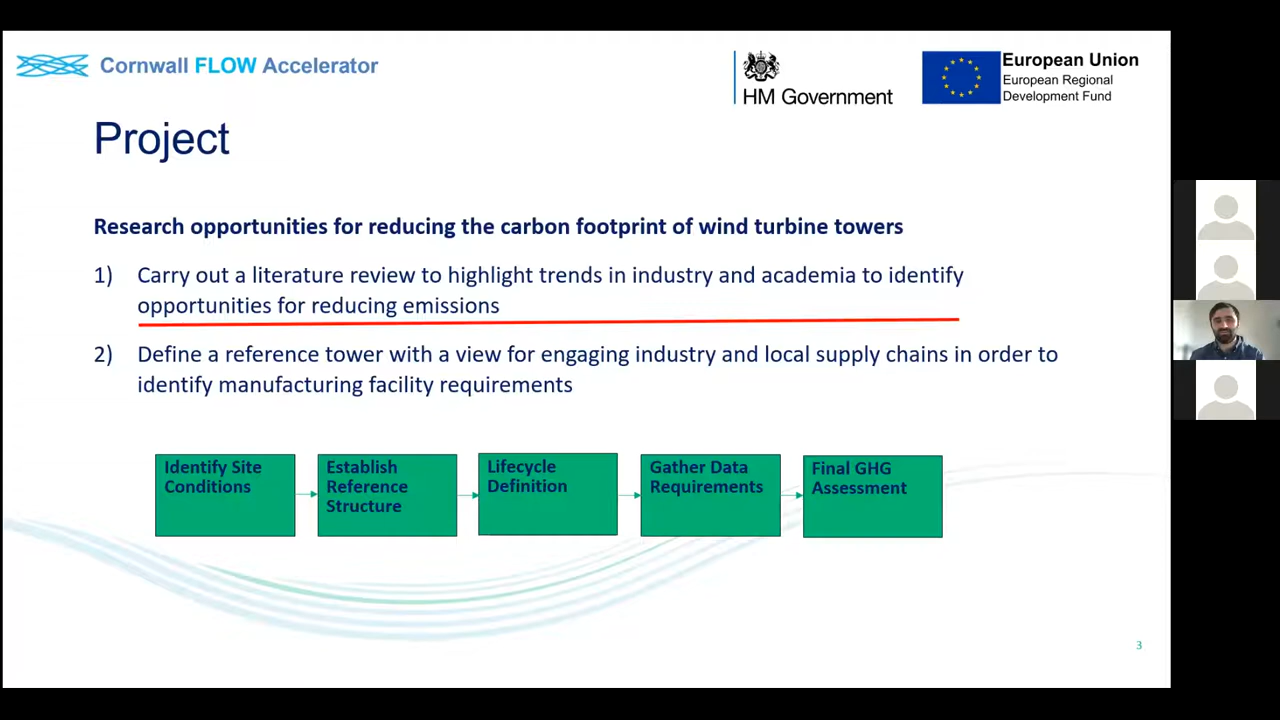 Cornwall FLOW Accelerator
HM Government
European Union
European Regional
Development Fund
Project
Research opportunities for reducing the carbon footprint of wind turbine towers
1) Carry out a literature review to highlight trends in industry and academia to identify
opportunities for reducing emissions
2) Define a reference tower with a view for engaging industry and local supply chains in order to
identify manufacturing facility requirements
Identify Site
Conditions
Establish
Reference
Structure
Lifecycle
Definition
Gather Data
Requirements
Final GHG
Assessment
3